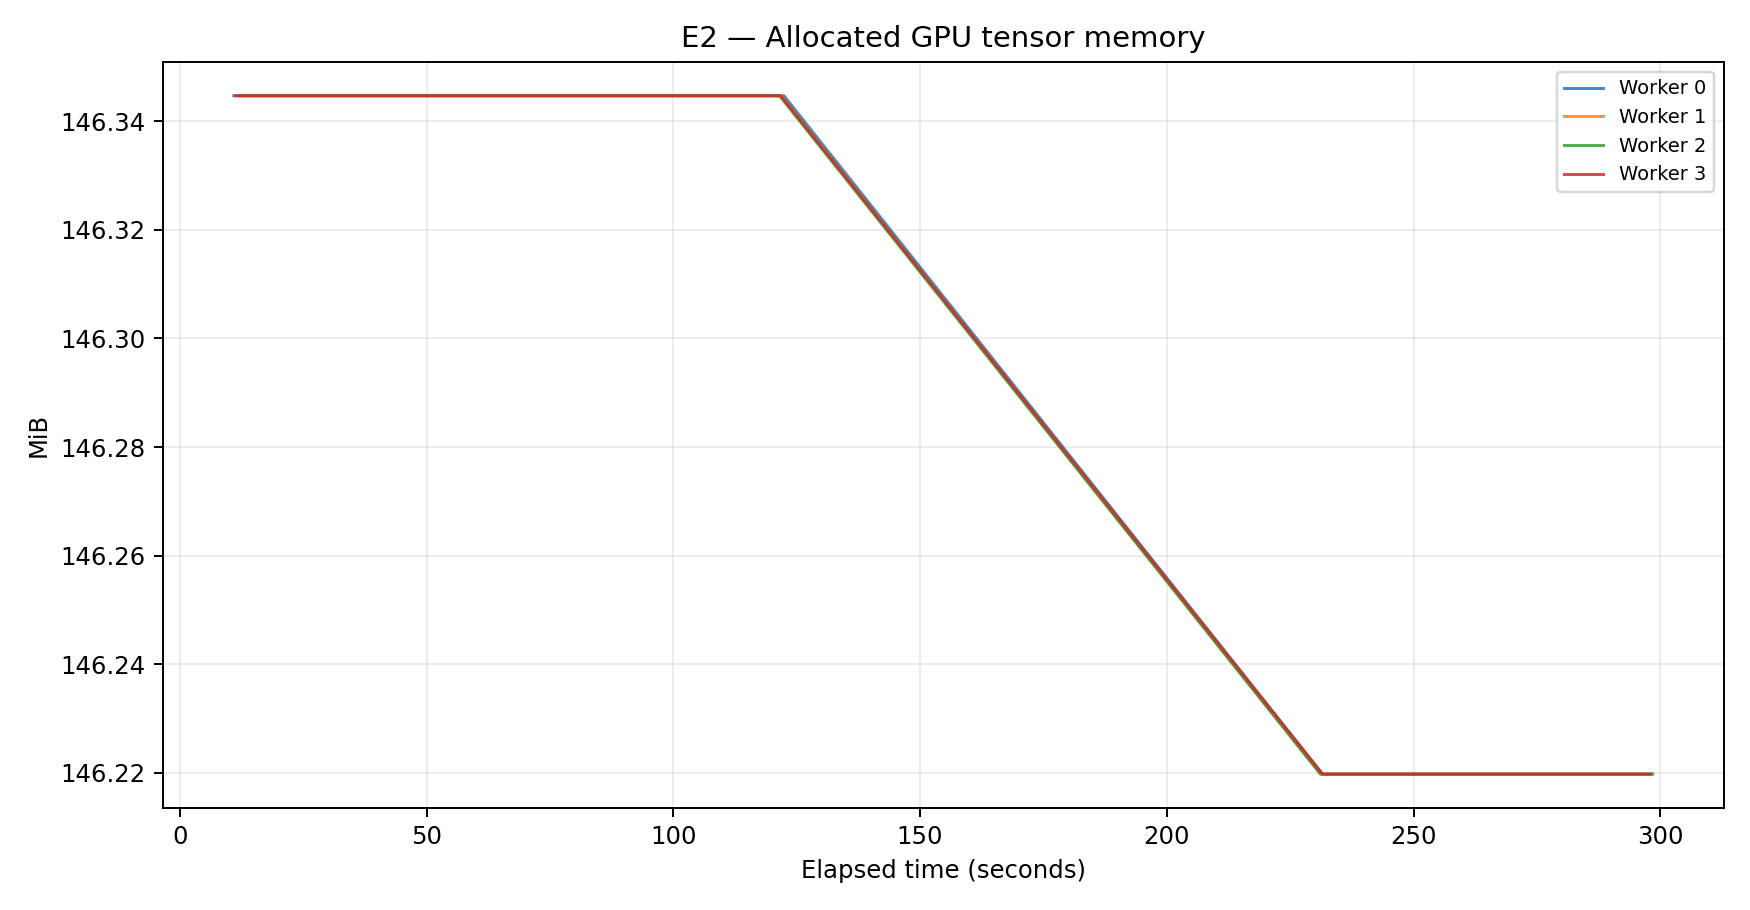 E2 — Allocated GPU tensor memory
Worker 0
Worker 1
Worker 2
Worker 3
MiB
146.34
146.32
146.30
146.28
146.26
146.24
146.22
0 50 100 150 200 250 300
Elapsed time (seconds)